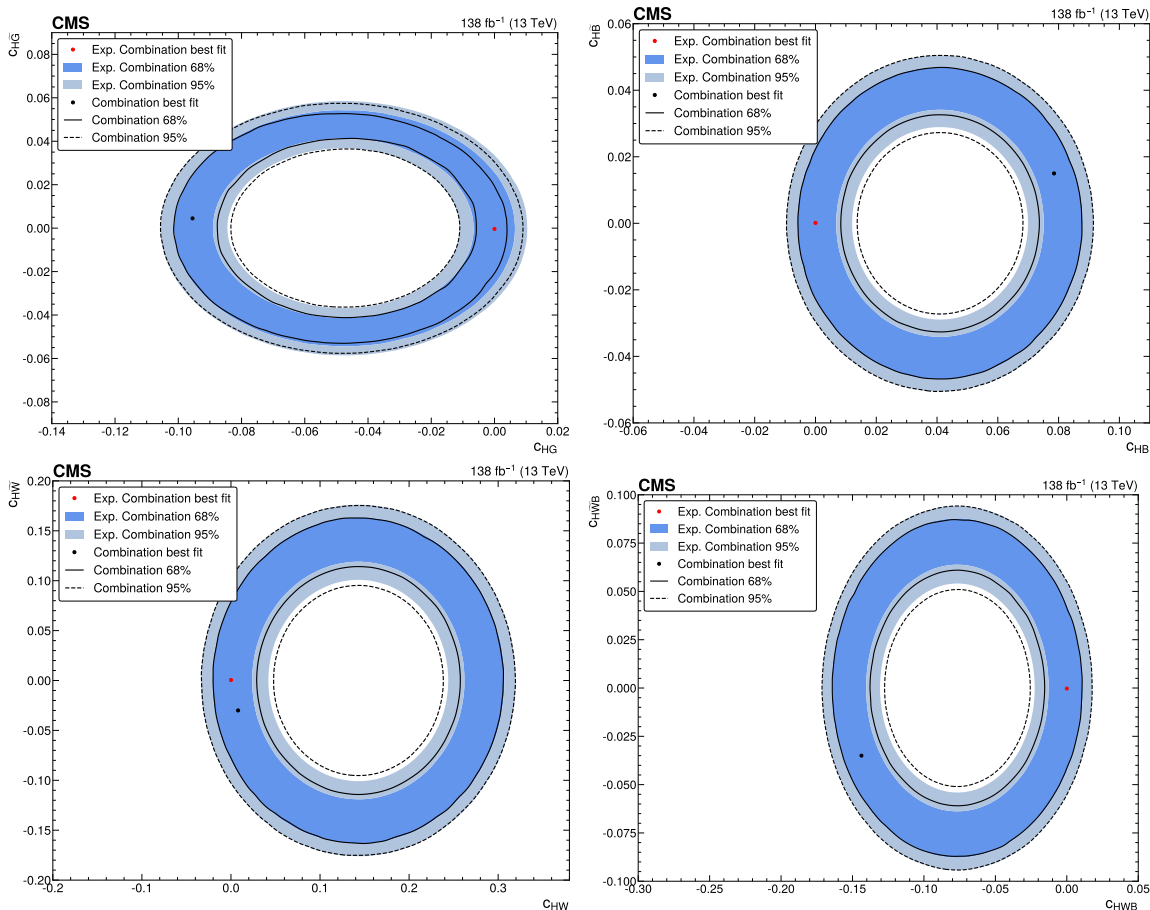 CMS
138 fb⁻¹ (13 TeV)
c_HG̃
Exp. Combination best fit
Exp. Combination 68%
Exp. Combination 95%
Combination best fit
Combination 68%
Combination 95%
0.08
0.06
0.04
0.02
0.00
-0.02
-0.04
-0.06
-0.08
-0.14 -0.12 -0.10 -0.08 -0.06 -0.04 -0.02 0.00 0.02
c_HG
CMS
138 fb⁻¹ (13 TeV)
c_HB̃
Exp. Combination best fit
Exp. Combination 68%
Exp. Combination 95%
Combination best fit
Combination 68%
Combination 95%
0.06
0.04
0.02
0.00
-0.02
-0.04
-0.06
-0.06 -0.04 -0.02 0.00 0.02 0.04 0.06 0.08 0.10
c_HB
CMS
138 fb⁻¹ (13 TeV)
c_HW̃
Exp. Combination best fit
Exp. Combination 68%
Exp. Combination 95%
Combination best fit
Combination 68%
Combination 95%
0.20
0.15
0.10
0.05
0.00
-0.05
-0.10
-0.15
-0.20
-0.2 -0.1 0.0 0.1 0.2 0.3
c_HW
CMS
138 fb⁻¹ (13 TeV)
c_HW̃B
Exp. Combination best fit
Exp. Combination 68%
Exp. Combination 95%
Combination best fit
Combination 68%
Combination 95%
0.100
0.075
0.050
0.025
0.000
-0.025
-0.050
-0.075
-0.100
-0.30 -0.25 -0.20 -0.15 -0.10 -0.05 0.00 0.05
c_HWB